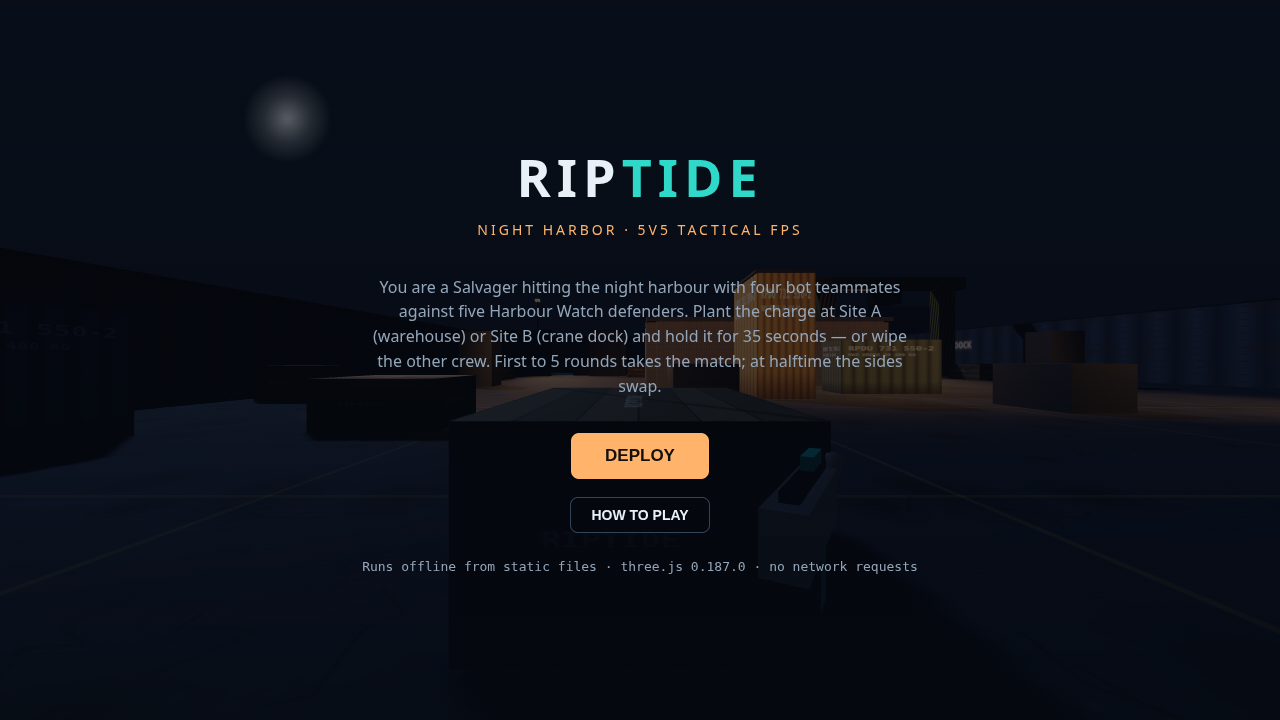 RIPTIDE
NIGHT HARBOR · 5V5 TACTICAL FPS
You are a Salvager hitting the night harbour with four bot teammates
against five Harbour Watch defenders. Plant the charge at Site A
(warehouse) or Site B (crane dock) and hold it for 35 seconds — or wipe
the other crew. First to 5 rounds takes the match; at halftime the sides
swap.
DEPLOY
HOW TO PLAY
RIPTIDE
Runs offline from static files · three.js 0.187.0 · no network requests